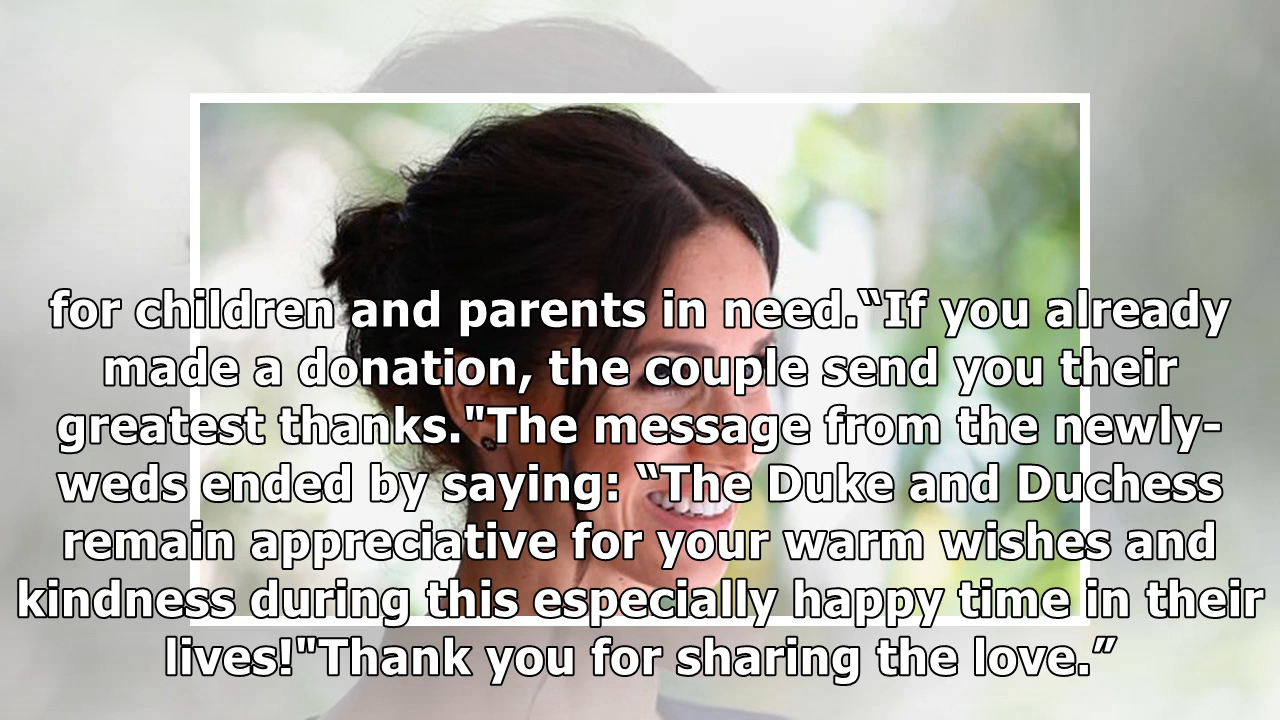 for children and parents in need.“If you already
made a donation, the couple send you their
greatest thanks."The message from the newly-
weds ended by saying: “The Duke and Duchess
remain appreciative for your warm wishes and
kindness during this especially happy time in their
lives!"Thank you for sharing the love.”